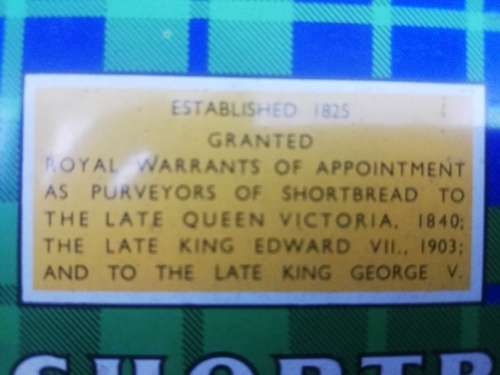 ESTABLISHED 1825
GRANTED
ROYAL WARRANTS OF APPOINTMENT
AS PURVEYORS OF SHORTBREAD TO
THE LATE QUEEN VICTORIA, 1840;
THE LATE KING EDWARD VII., 1903;
AND TO THE LATE KING GEORGE V.